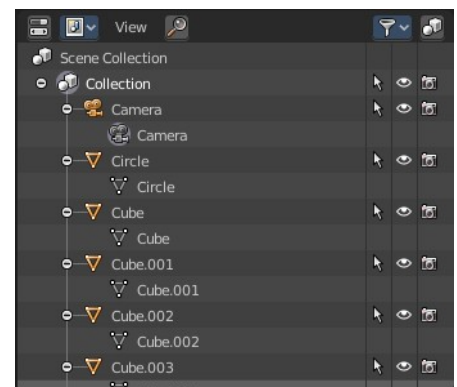 View
Scene Collection
Collection
Camera
Camera
Circle
Circle
Cube
Cube
Cube.001
Cube.001
Cube.002
Cube.002
Cube.003